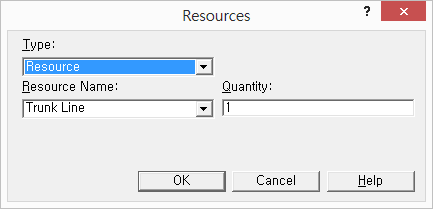 Resources
?
×
Type:
Resource
Resource Name: Quantity:
Trunk Line 1
OK Cancel Help